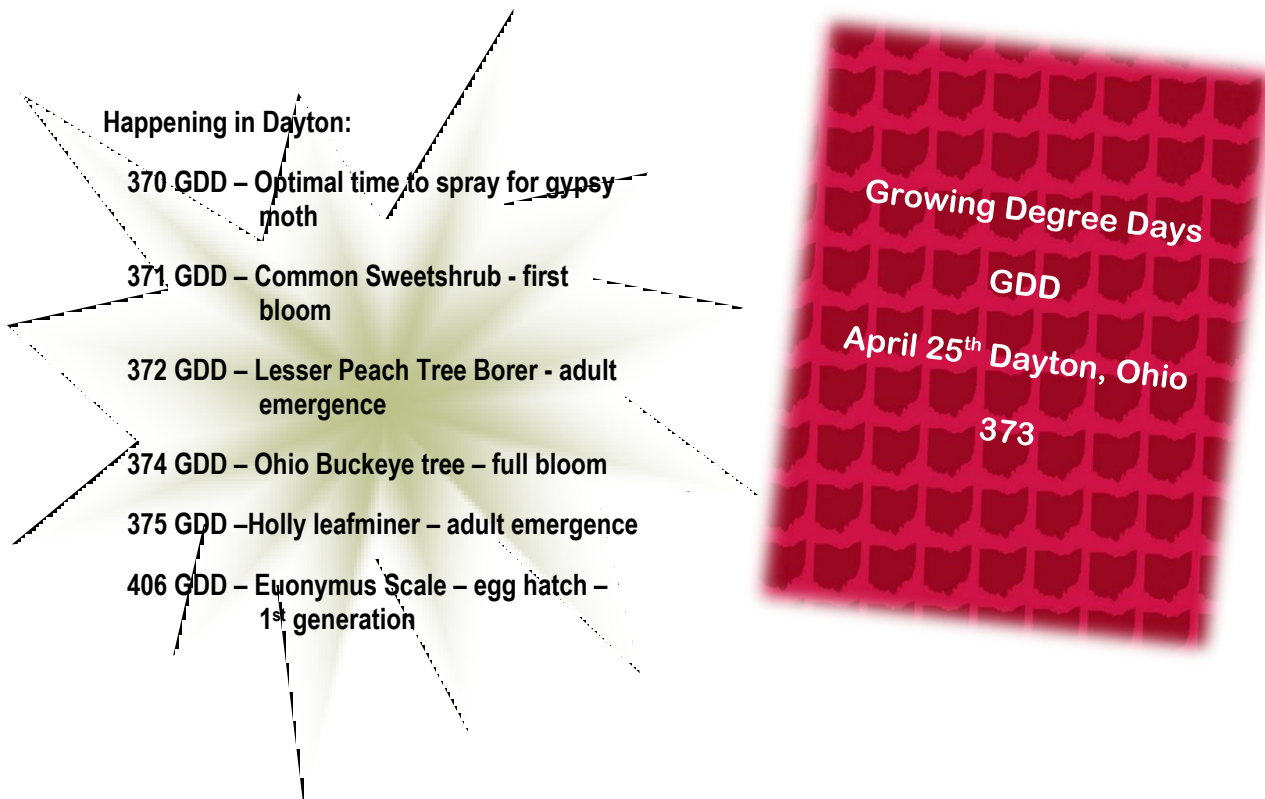 Happening in Dayton:
370 GDD – Optimal time to spray for gypsy
moth
371 GDD – Common Sweetshrub - first
bloom
372 GDD – Lesser Peach Tree Borer - adult
emergence
374 GDD – Ohio Buckeye tree – full bloom
375 GDD –Holly leafminer – adult emergence
406 GDD – Euonymus Scale – egg hatch –
1st generation
Growing Degree Days
GDD
April 25th Dayton, Ohio
373